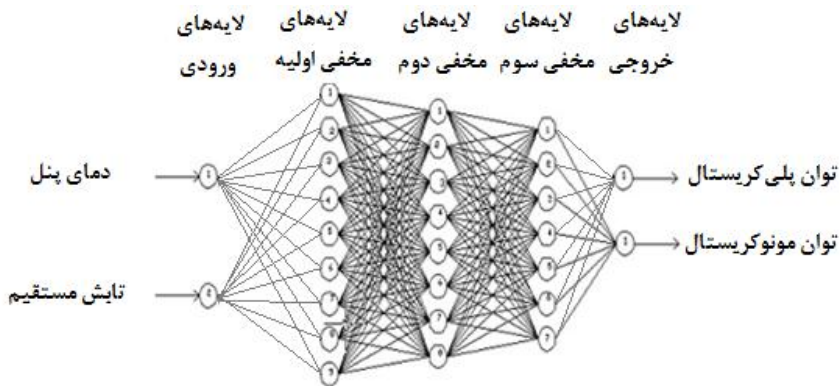 لایه‌های
ورودی
لایه‌های
مخفی اولیه
لایه‌های
مخفی دوم
لایه‌های
مخفی سوم
لایه‌های
خروجی
دمای پنل
تابش مستقیم
توان پلی کریستال
توان مونوکریستال